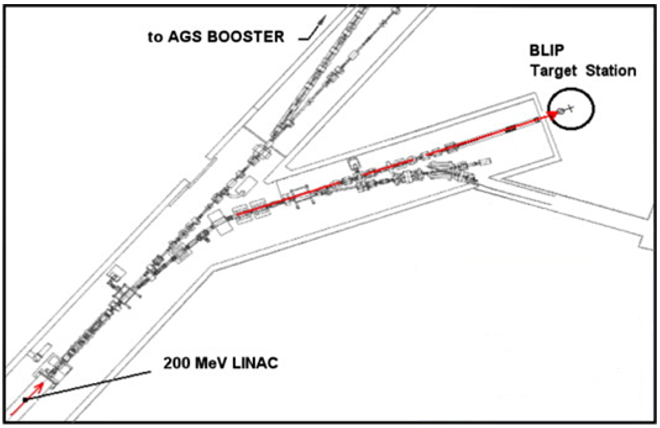 to AGS BOOSTER
BLIP
Target Station
200 MeV LINAC